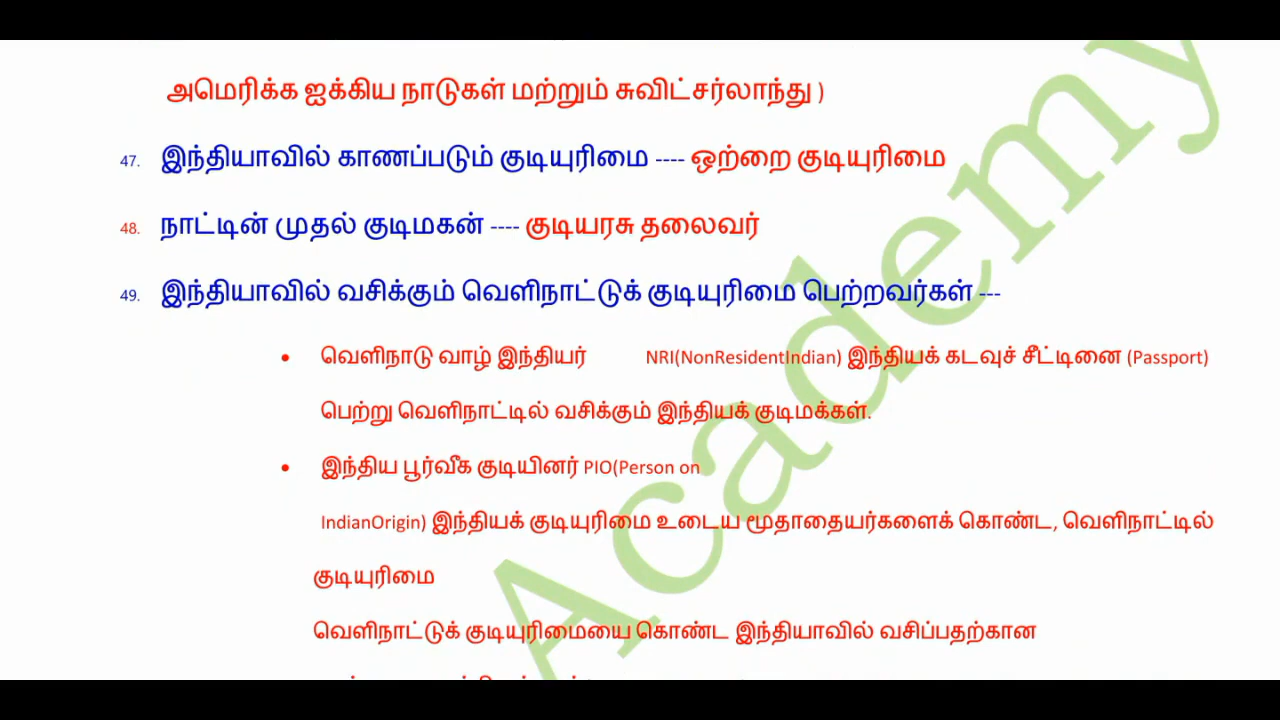 அமெரிக்க ஐக்கிய நாடுகள் மற்றும் சுவிட்சர்லாந்து )
47. இந்தியாவில் காணப்படும் குடியுரிமை ---- ஒற்றை குடியுரிமை
48. நாட்டின் முதல் குடிமகன் ---- குடியரசு தலைவர்
49. இந்தியாவில் வசிக்கும் வெளிநாட்டுக் குடியுரிமை பெற்றவர்கள் ---
• வெளிநாடு வாழ் இந்தியர் NRI(NonResidentIndian) இந்தியக் கடவுச் சீட்டினை (Passport)
பெற்று வெளிநாட்டில் வசிக்கும் இந்தியக் குடிமக்கள்.
• இந்திய பூர்வீக குடியினர் PIO(Person on
IndianOrigin) இந்தியக் குடியுரிமை உடைய மூதாதையர்களைக் கொண்ட, வெளிநாட்டில்
குடியுரிமை
வெளிநாட்டுக் குடியுரிமையை கொண்ட இந்தியாவில் வசிப்பதற்கான
Academy